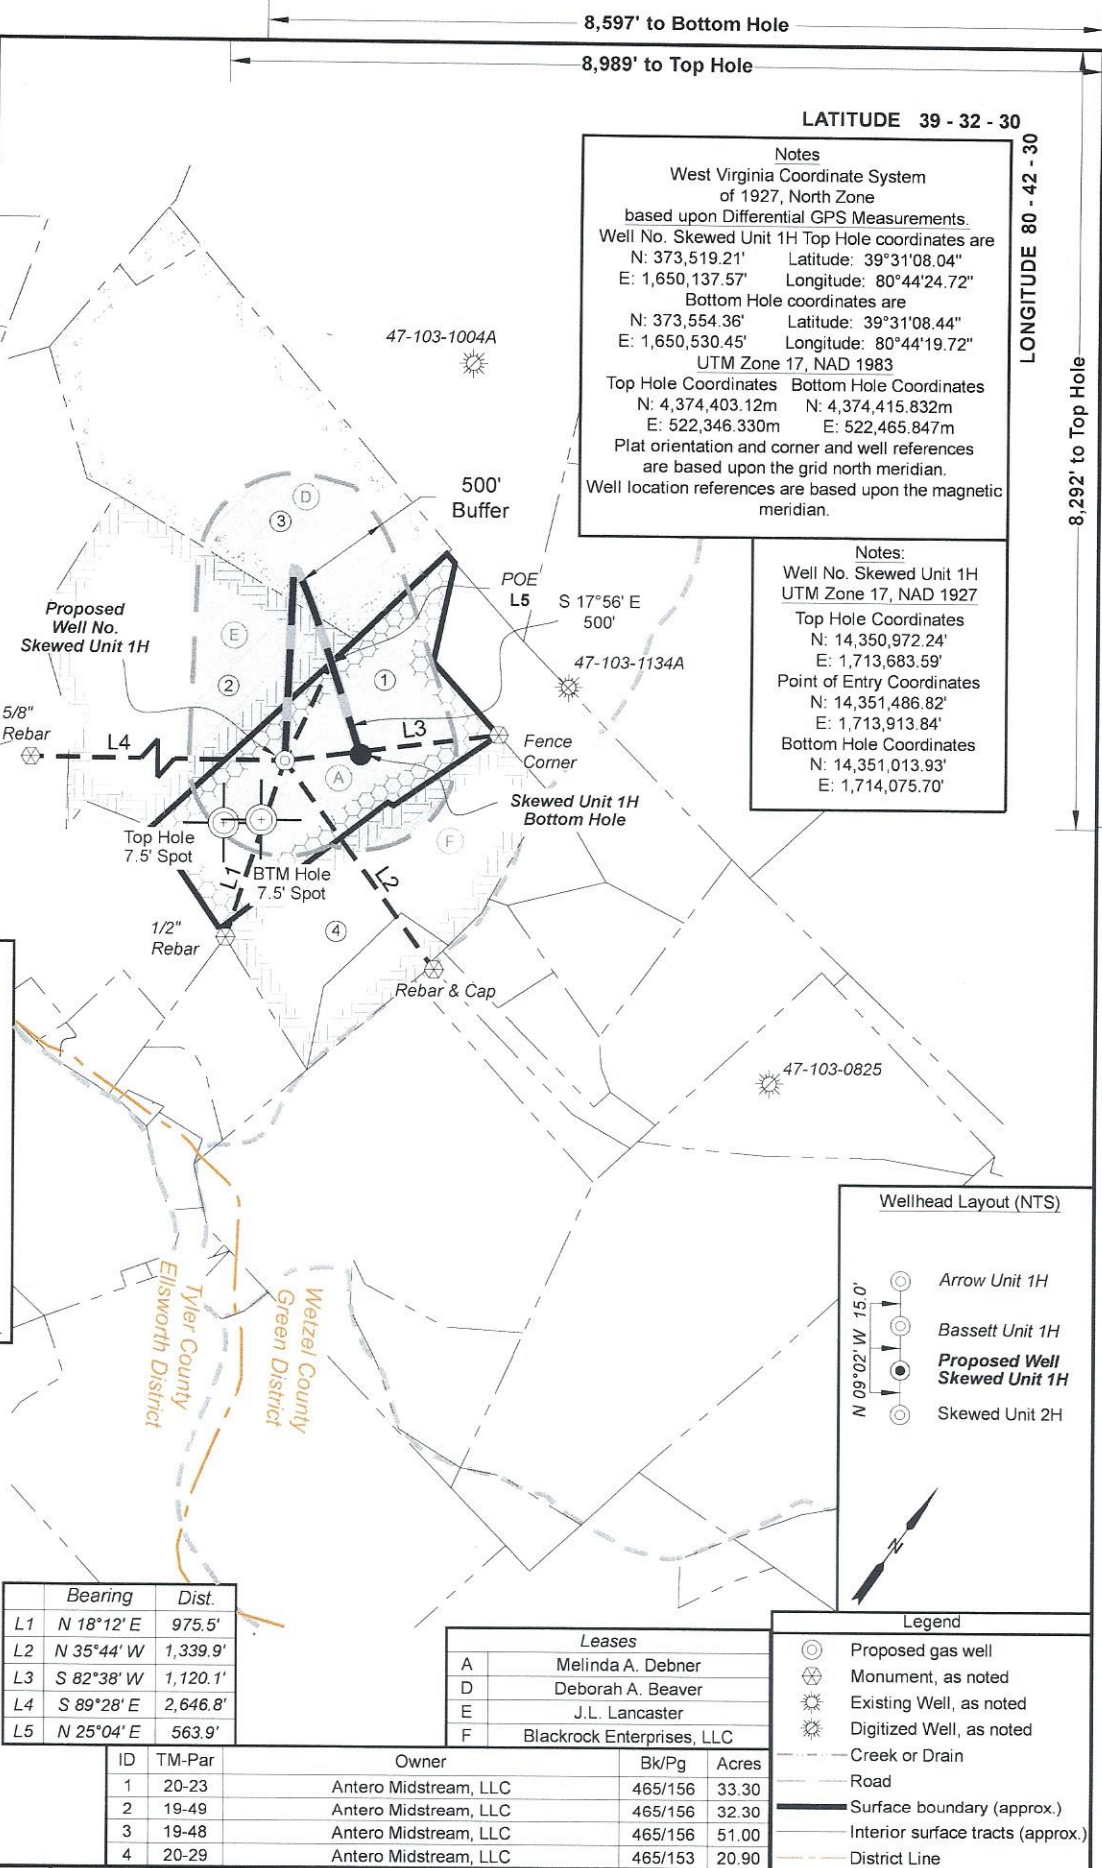 8,597' to Bottom Hole
8,989' to Top Hole
LATITUDE 39 - 32 - 30
LONGITUDE 80 - 42 - 30
8,292' to Top Hole
Notes
West Virginia Coordinate System
of 1927, North Zone
based upon Differential GPS Measurements.
Well No. Skewed Unit 1H Top Hole coordinates are
N: 373,519.21' Latitude: 39°31'08.04"
E: 1,650,137.57' Longitude: 80°44'24.72"
Bottom Hole coordinates are
N: 373,554.36' Latitude: 39°31'08.44"
E: 1,650,530.45' Longitude: 80°44'19.72"
UTM Zone 17, NAD 1983
Top Hole Coordinates Bottom Hole Coordinates
N: 4,374,403.12m N: 4,374,415.832m
E: 522,346.330m E: 522,465.847m
Plat orientation and corner and well references
are based upon the grid north meridian.
Well location references are based upon the magnetic
meridian.
Notes:
Well No. Skewed Unit 1H
UTM Zone 17, NAD 1927
Top Hole Coordinates
N: 14,350,972.24'
E: 1,713,683.59'
Point of Entry Coordinates
N: 14,351,486.82'
E: 1,713,913.84'
Bottom Hole Coordinates
N: 14,351,013.93'
E: 1,714,075.70'
47-103-1004A
500'
Buffer
D
3
POE
L5
S 17°56' E
500'
Proposed
Well No.
Skewed Unit 1H
E
2
1
47-103-1134A
5/8"
Rebar
L4
L3
Fence
Corner
A
Skewed Unit 1H
Bottom Hole
F
Top Hole
7.5' Spot
L1
BTM Hole
7.5' Spot
L2
4
1/2"
Rebar
Rebar & Cap
47-103-0825
Tyler County
Ellsworth District
Wetzel County
Green District
Wellhead Layout (NTS)
N 09°02' W 15.0'
Arrow Unit 1H
Bassett Unit 1H
Proposed Well
Skewed Unit 1H
Skewed Unit 2H
N
Bearing Dist.
L1 N 18°12' E 975.5'
L2 N 35°44' W 1,339.9'
L3 S 82°38' W 1,120.1'
L4 S 89°28' E 2,646.8'
L5 N 25°04' E 563.9'
Leases
A Melinda A. Debner
D Deborah A. Beaver
E J.L. Lancaster
F Blackrock Enterprises, LLC
ID TM-Par Owner Bk/Pg Acres
1 20-23 Antero Midstream, LLC 465/156 33.30
2 19-49 Antero Midstream, LLC 465/156 32.30
3 19-48 Antero Midstream, LLC 465/156 51.00
4 20-29 Antero Midstream, LLC 465/153 20.90
Legend
Proposed gas well
Monument, as noted
Existing Well, as noted
Digitized Well, as noted
Creek or Drain
Road
Surface boundary (approx.)
Interior surface tracts (approx.)
District Line